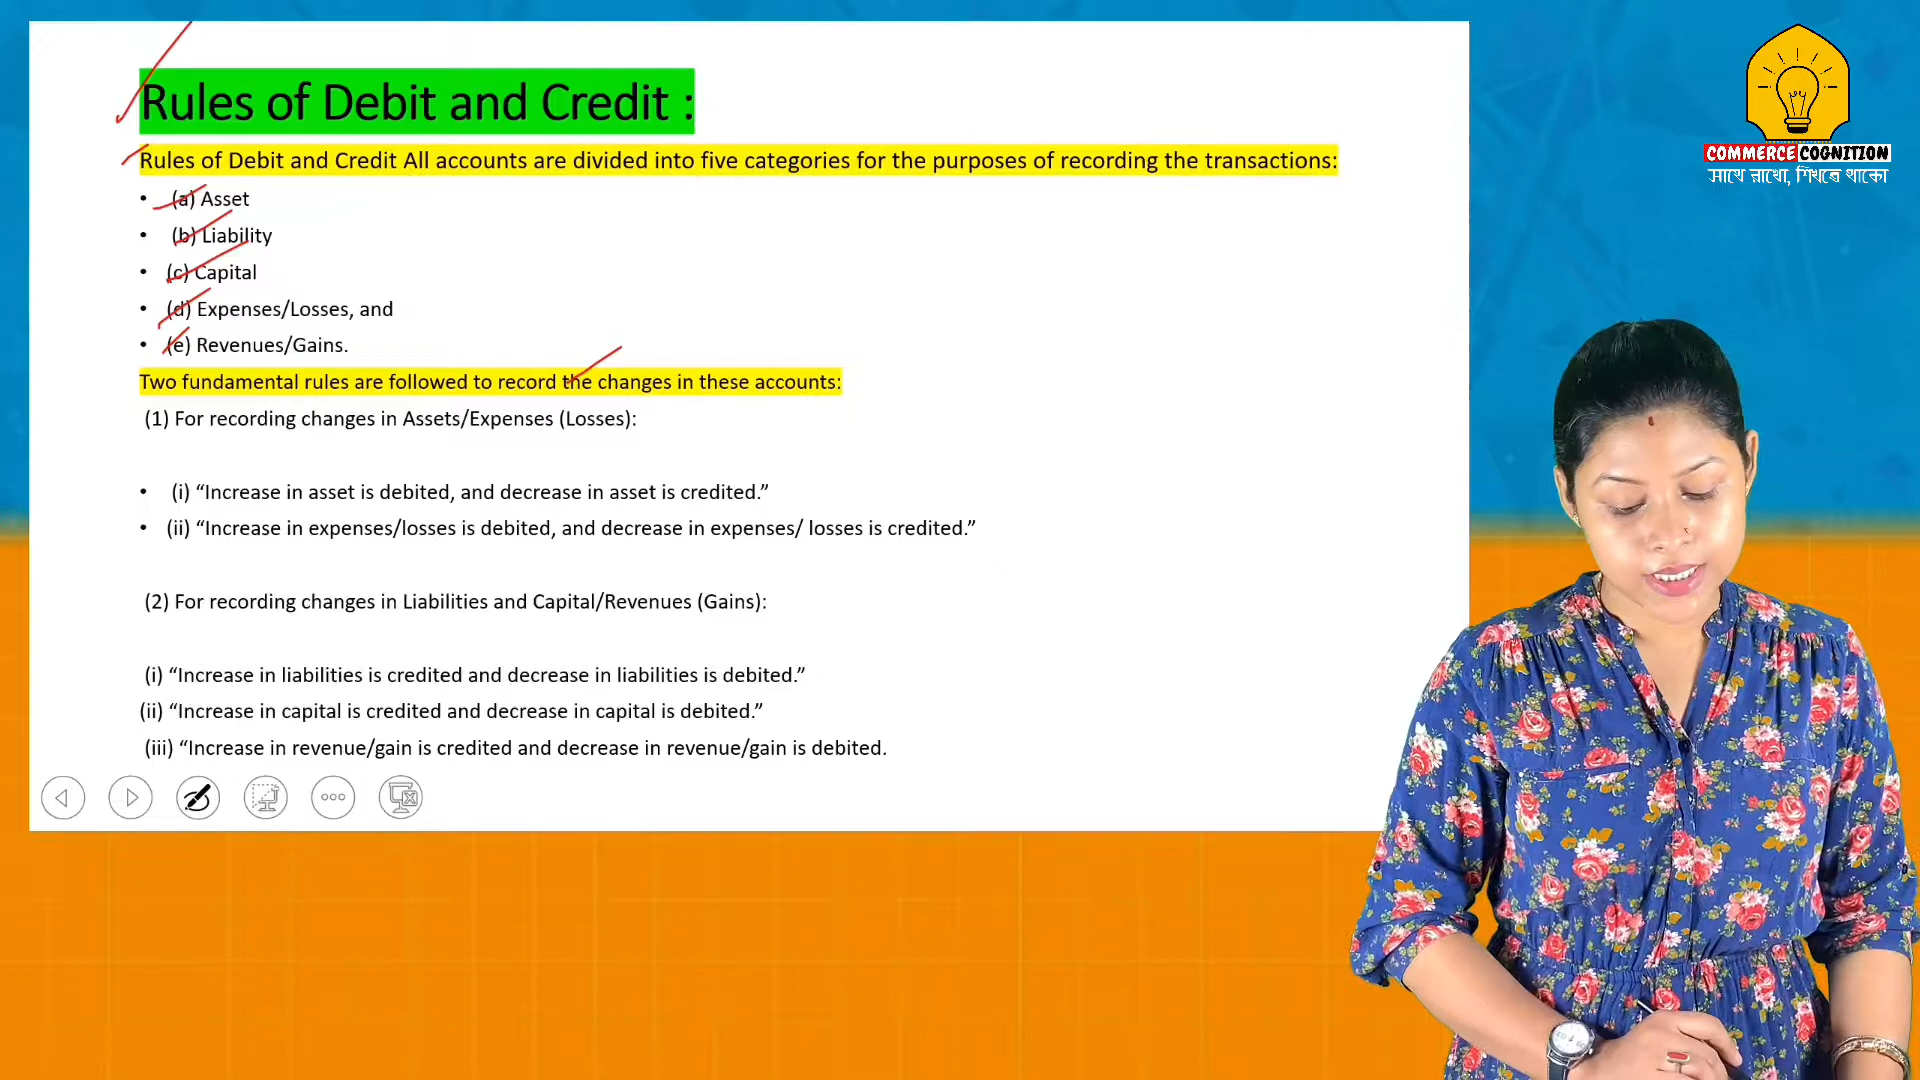 Rules of Debit and Credit :
Rules of Debit and Credit All accounts are divided into five categories for the purposes of recording the transactions:
• (a) Asset
• (b) Liability
• (c) Capital
• (d) Expenses/Losses, and
• (e) Revenues/Gains.
Two fundamental rules are followed to record the changes in these accounts:
(1) For recording changes in Assets/Expenses (Losses):
• (i) “Increase in asset is debited, and decrease in asset is credited.”
• (ii) “Increase in expenses/losses is debited, and decrease in expenses/ losses is credited.”
(2) For recording changes in Liabilities and Capital/Revenues (Gains):
(i) “Increase in liabilities is credited and decrease in liabilities is debited.”
(ii) “Increase in capital is credited and decrease in capital is debited.”
(iii) “Increase in revenue/gain is credited and decrease in revenue/gain is debited.
COMMERCE COGNITION
সাথে রাখো, শিখতে থাকো